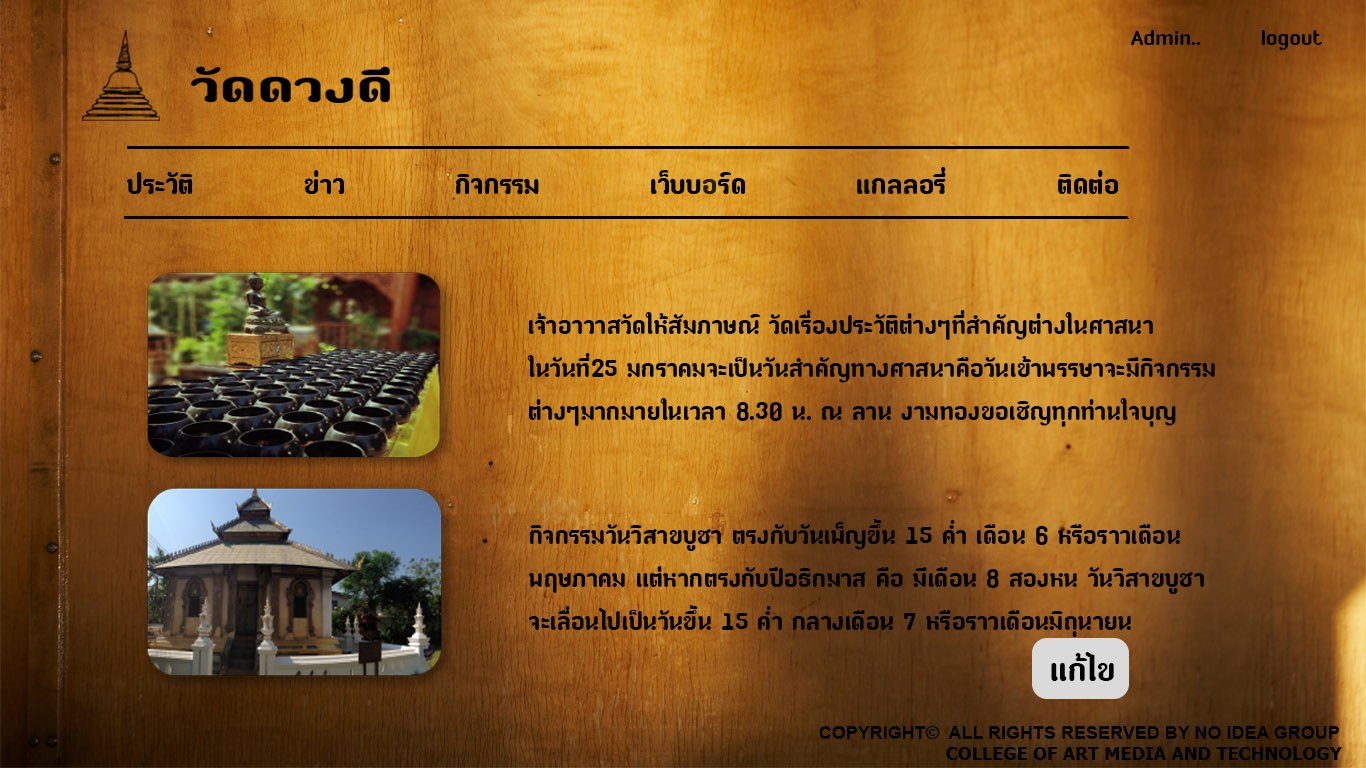 Admin.. logout
วัดดวงดี
ประวัติ ข่าว กิจกรรม เว็บบอร์ด แกลลอรี่ ติดต่อ
เจ้าอาวาสวัดให้สัมภาษณ์ วัดเรื่องประวัติต่างๆที่สำคัญต่างในศาสนา
ในวันที่25 มกราคมจะเป็นวันสำคัญทางศาสนาคือวันเข้าพรรษาจะมีกิจกรรม
ต่างๆมากมายในเวลา 8.30 น. ณ ลาน งามทองขอเชิญทุกท่านใจบุญ
กิจกรรมวันวิสาขบูชา ตรงกับวันเพ็ญขึ้น 15 ค่ำ เดือน 6 หรือราวเดือน
พฤษภาคม แต่หากตรงกับปีอธิกมาส คือ มีเดือน 8 สองหน วันวิสาขบูชา
จะเลื่อนไปเป็นวันขึ้น 15 ค่ำ กลางเดือน 7 หรือราวเดือนมิถุนายน
แก้ไข
COPYRIGHT© ALL RIGHTS RESERVED BY NO IDEA GROUP
COLLEGE OF ART MEDIA AND TECHNOLOGY